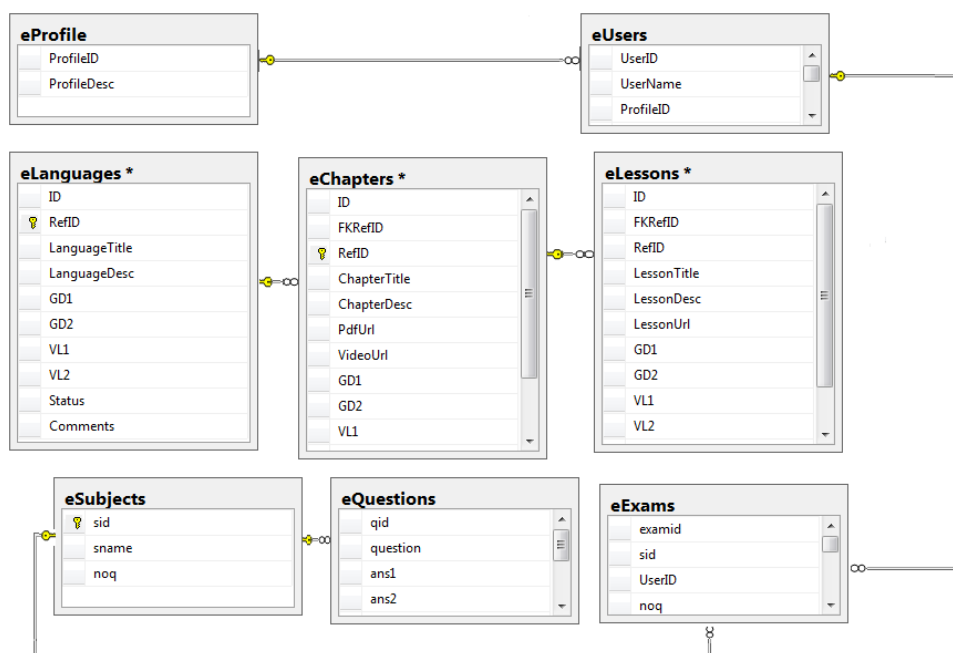 eProfile
ProfileID
ProfileDesc
eUsers
UserID
UserName
ProfileID
eLanguages *
ID
RefID
LanguageTitle
LanguageDesc
GD1
GD2
VL1
VL2
Status
Comments
eChapters *
ID
FKRefID
RefID
ChapterTitle
ChapterDesc
PdfUrl
VideoUrl
GD1
GD2
VL1
eLessons *
ID
FKRefID
RefID
LessonTitle
LessonDesc
LessonUrl
GD1
GD2
VL1
VL2
eSubjects
sid
sname
noq
eQuestions
qid
question
ans1
ans2
eExams
examid
sid
UserID
noq